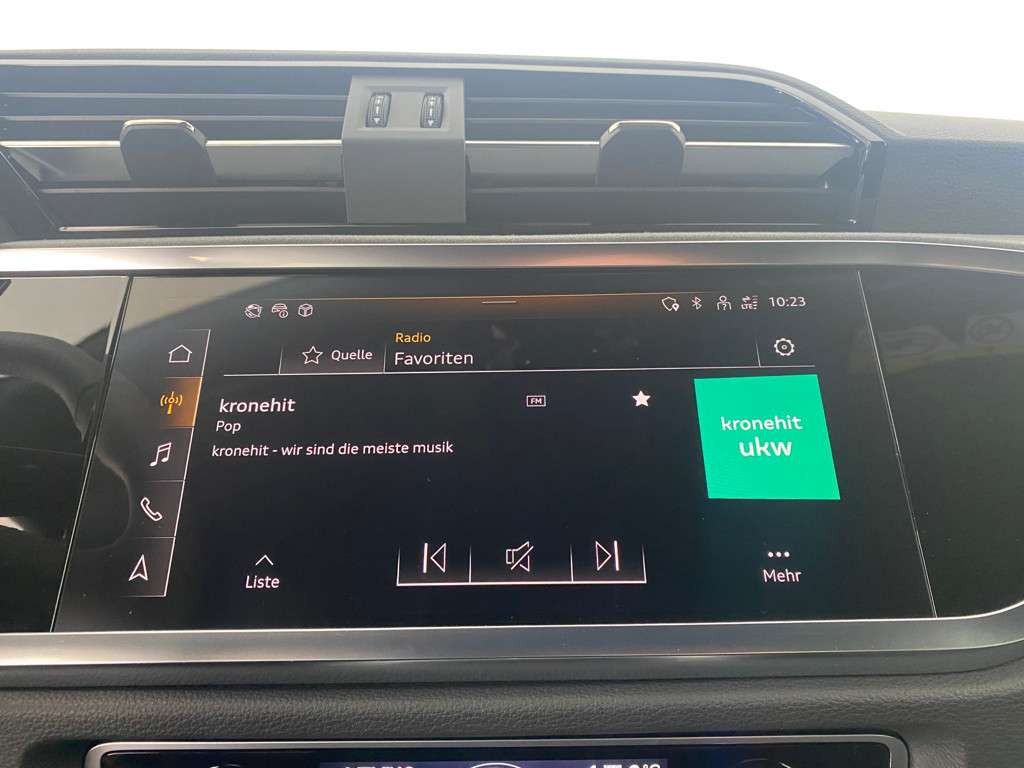 10:23
Radio
Quelle
Favoriten
kronehit
FM
Pop
kronehit - wir sind die meiste musik
kronehit
ukw
Liste
Mehr